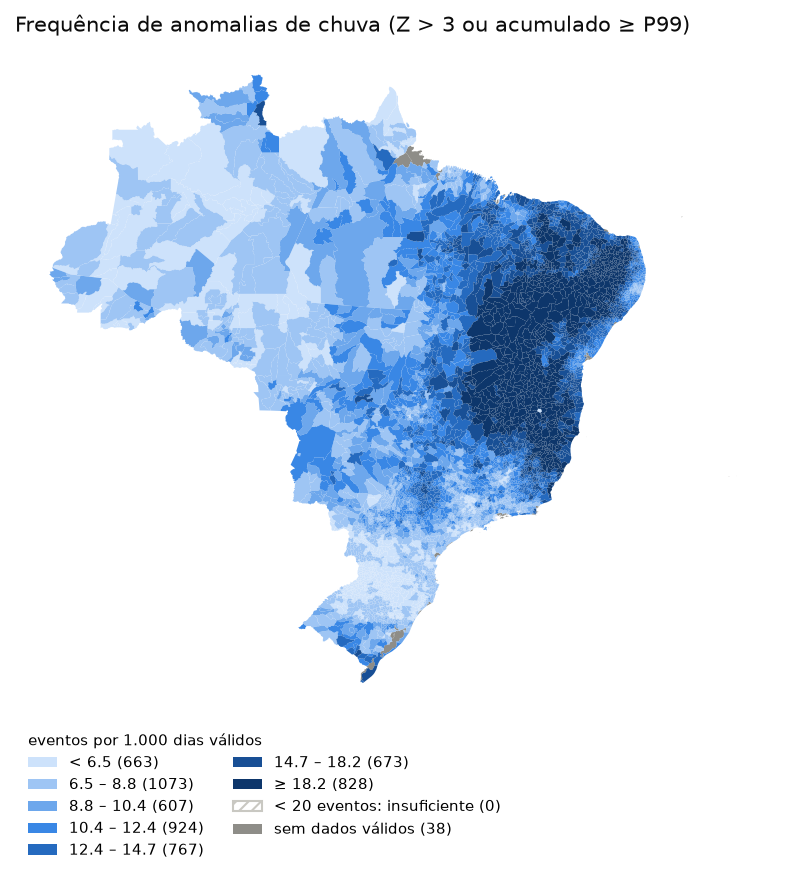 Frequência de anomalias de chuva (Z > 3 ou acumulado ≥ P99)
eventos por 1.000 dias válidos
< 6.5 (663)
6.5 – 8.8 (1073)
8.8 – 10.4 (607)
10.4 – 12.4 (924)
12.4 – 14.7 (767)
14.7 – 18.2 (673)
≥ 18.2 (828)
< 20 eventos: insuficiente (0)
sem dados válidos (38)